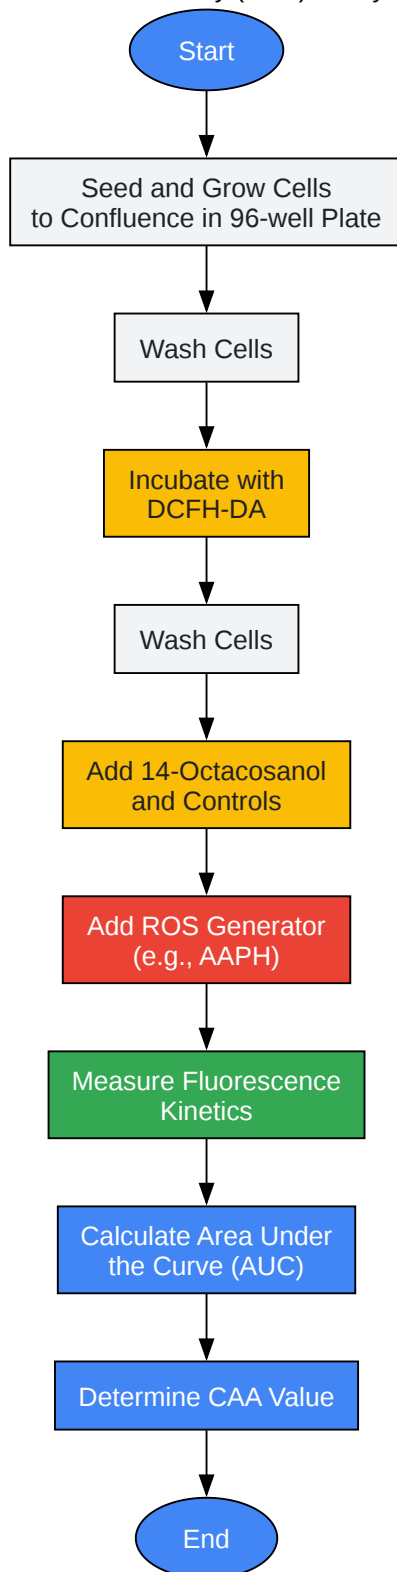 Start
Seed and Grow Cells
to Confluence in 96-well Plate
Wash Cells
Incubate with
DCFH-DA
Wash Cells
Add 14-Octacosanol
and Controls
Add ROS Generator
(e.g., AAPH)
Measure Fluorescence
Kinetics
Calculate Area Under
the Curve (AUC)
Determine CAA Value
End